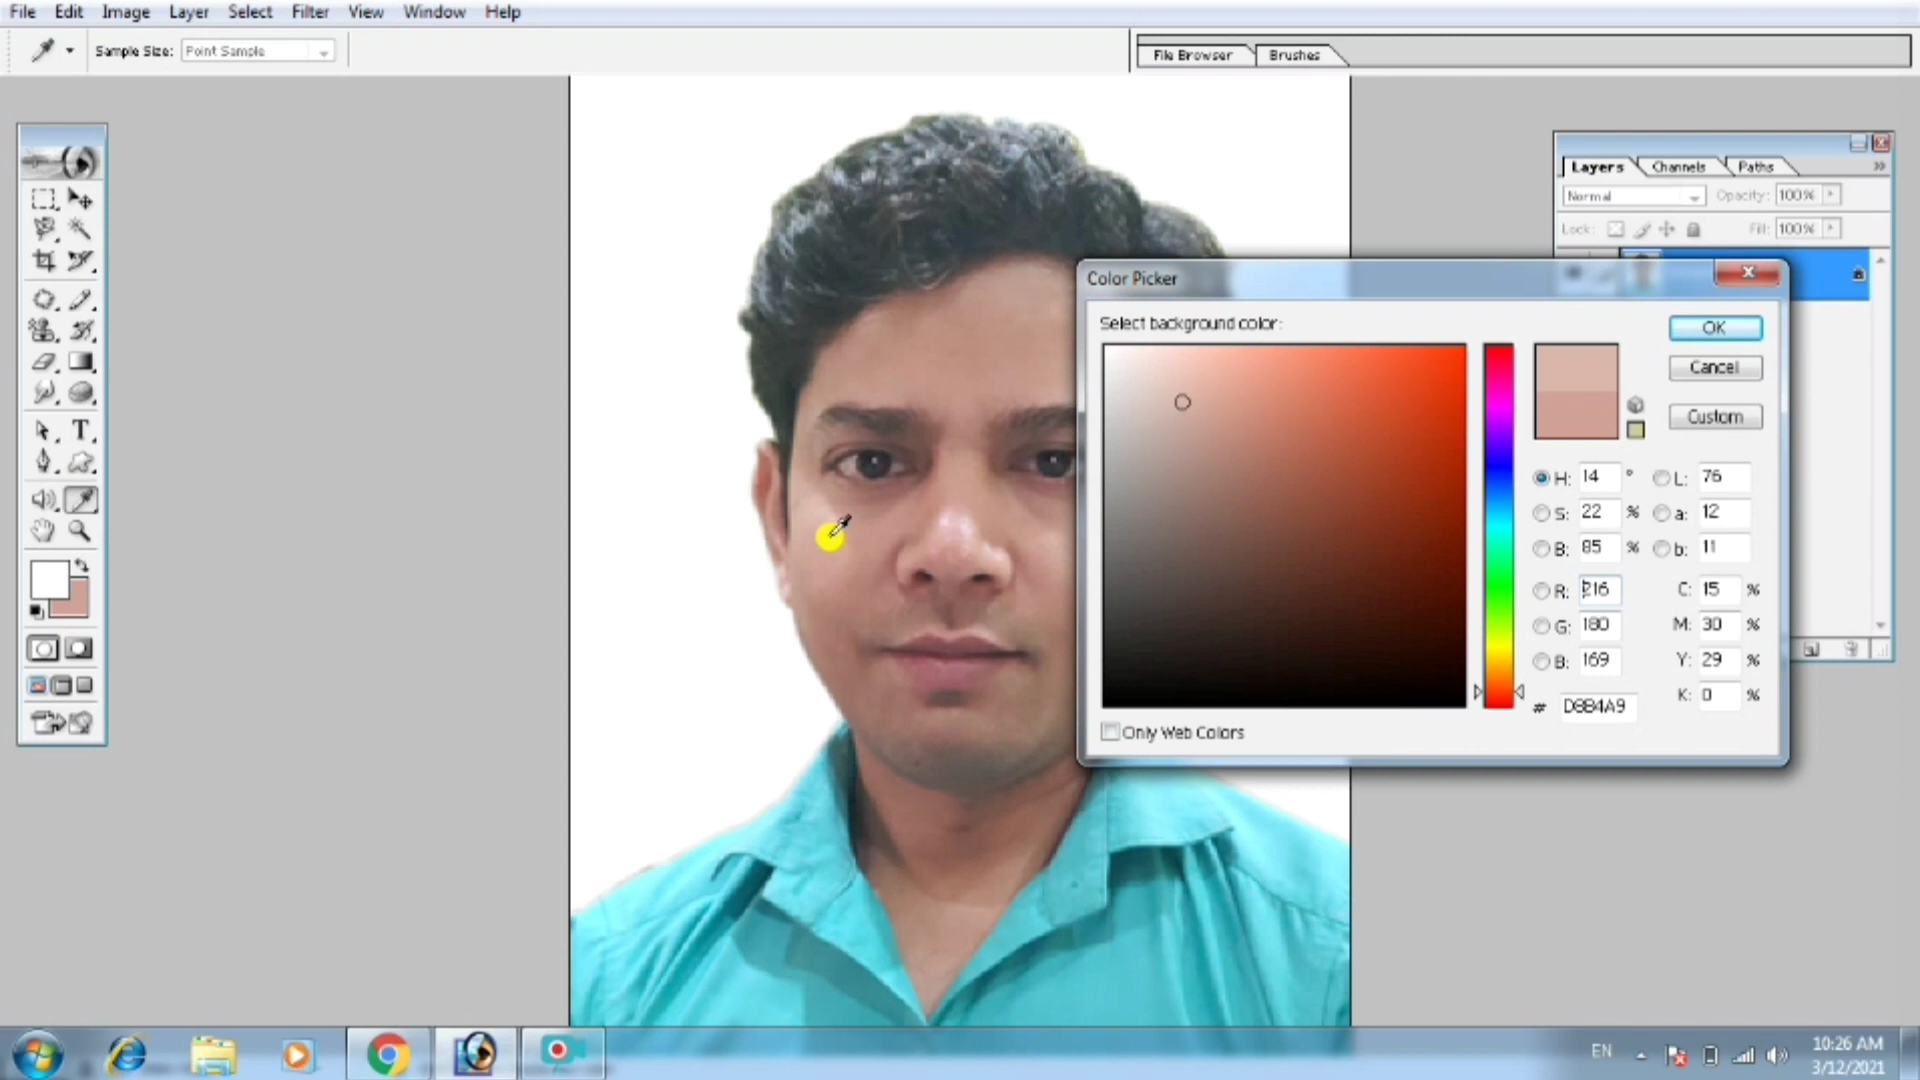 File Edit Image Layer Select Filter View Window Help
Sample Size: Point Sample
File Browser Brushes
Layers Channels Paths
Normal Opacity: 100%
Lock: Fill: 100%
Color Picker
Select background color:
OK
Cancel
Custom
H: 14 ° L: 76
S: 22 % a: 12
B: 85 % b: 11
R: 216 C: 15 %
G: 180 M: 30 %
B: 169 Y: 29 %
# D8B4A9 K: 0 %
Only Web Colors
T
EN
10:26 AM
3/12/2021